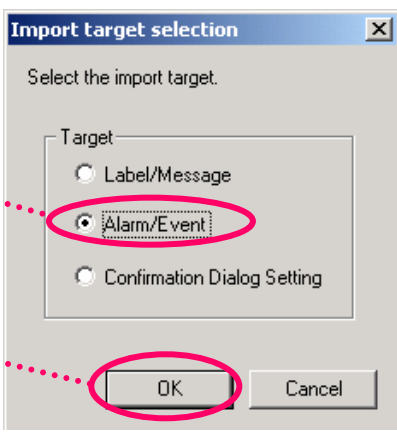 Import target selection
Select the import target.
Target
Label/Message
Alarm/Event
Confirmation Dialog Setting
OK Cancel